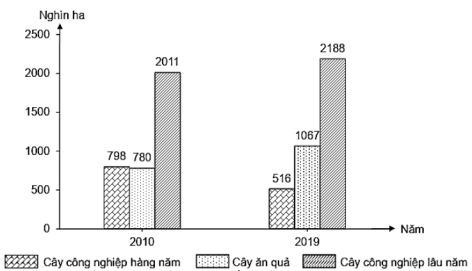 Nghìn ha
2500
2000
1500
1000
500
0
798 780 2011
516 1067 2188
Năm
2010 2019
Cây công nghiệp hàng năm Cây ăn quả Cây công nghiệp lâu năm